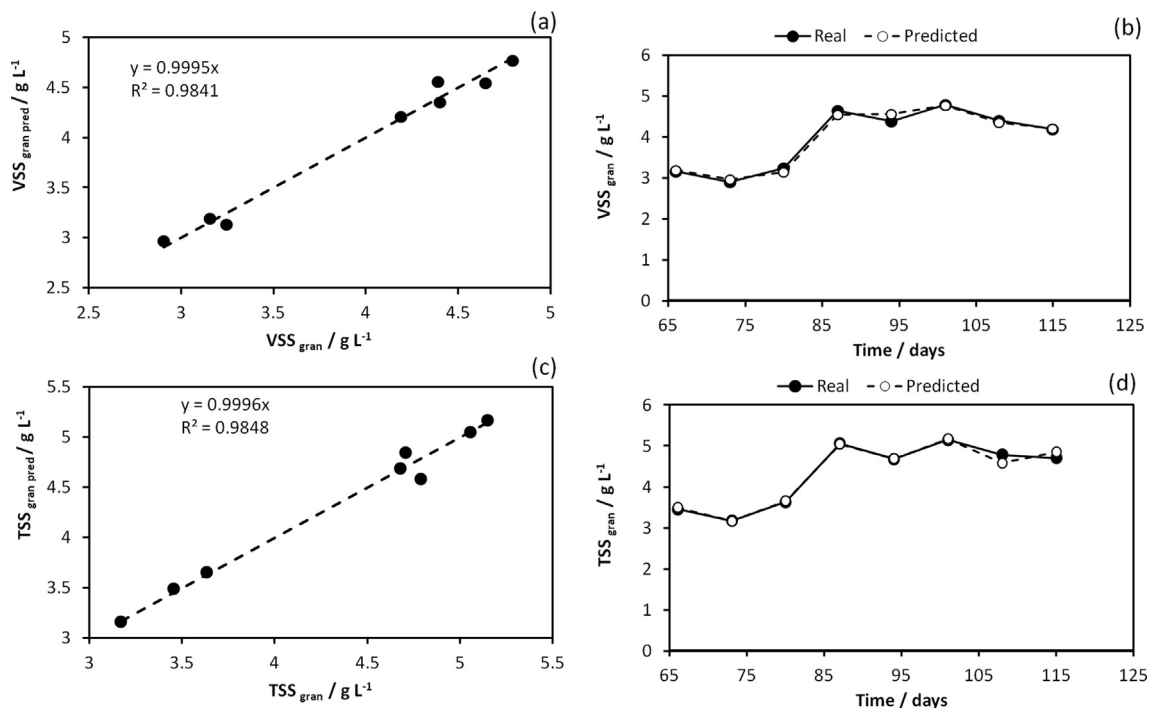 (a)
y = 0.9995x
R² = 0.9841
VSS gran pred / g L⁻¹
5
4.5
4
3.5
3
2.5
2.5 3 3.5 4 4.5 5
VSS gran / g L⁻¹
(b)
Real Predicted
VSS gran / g L⁻¹
6
5
4
3
2
1
0
65 75 85 95 105 115 125
Time / days
(c)
y = 0.9996x
R² = 0.9848
TSS gran pred / g L⁻¹
5.5
5
4.5
4
3.5
3
3 3.5 4 4.5 5 5.5
TSS gran / g L⁻¹
(d)
Real Predicted
TSS gran / g L⁻¹
6
5
4
3
2
1
0
65 75 85 95 105 115 125
Time / days